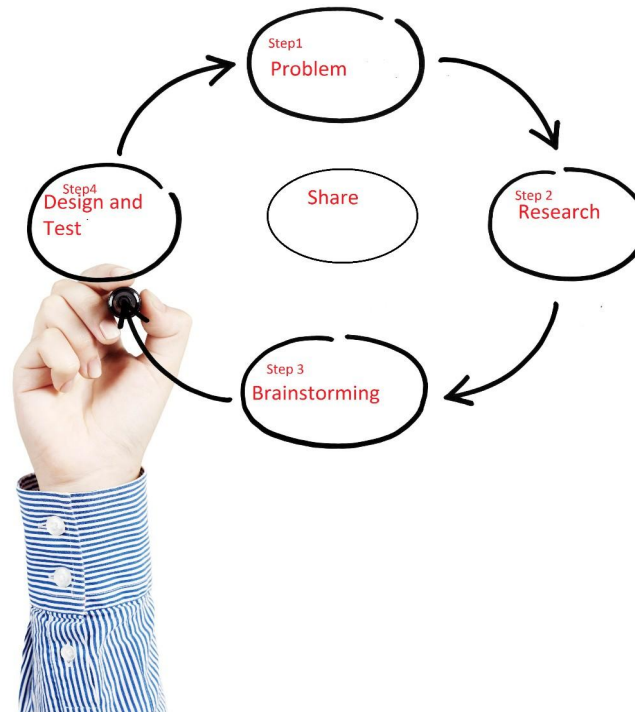 Step1
Problem
Step 2
Research
Step 3
Brainstorming
Step4
Design and
Test
Share